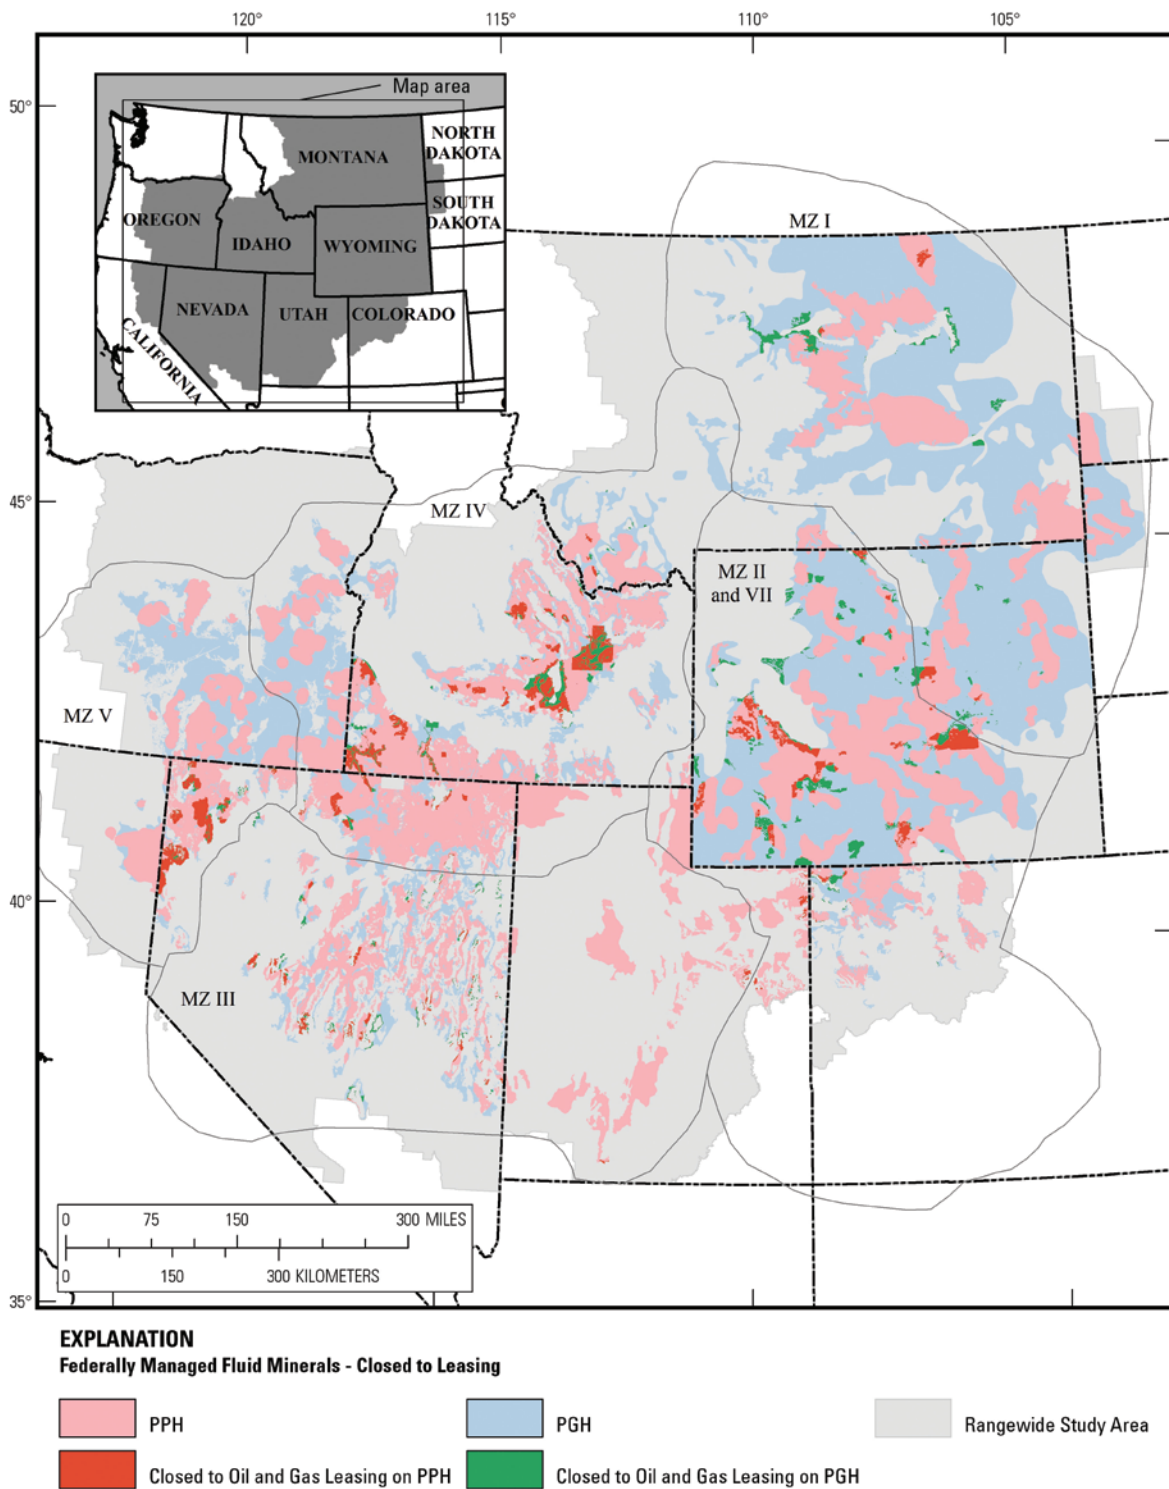 120°
115°
110°
105°
50°
45°
40°
35°
Map area
NORTH
DAKOTA
MONTANA
SOUTH
DAKOTA
OREGON
IDAHO
WYOMING
NEVADA
UTAH
COLORADO
CALIFORNIA
MZ I
MZ IV
MZ II
and VII
MZ V
MZ III
0 75 150 300 MILES
0 150 300 KILOMETERS
EXPLANATION
Federally Managed Fluid Minerals - Closed to Leasing
PPH
PGH
Rangewide Study Area
Closed to Oil and Gas Leasing on PPH
Closed to Oil and Gas Leasing on PGH